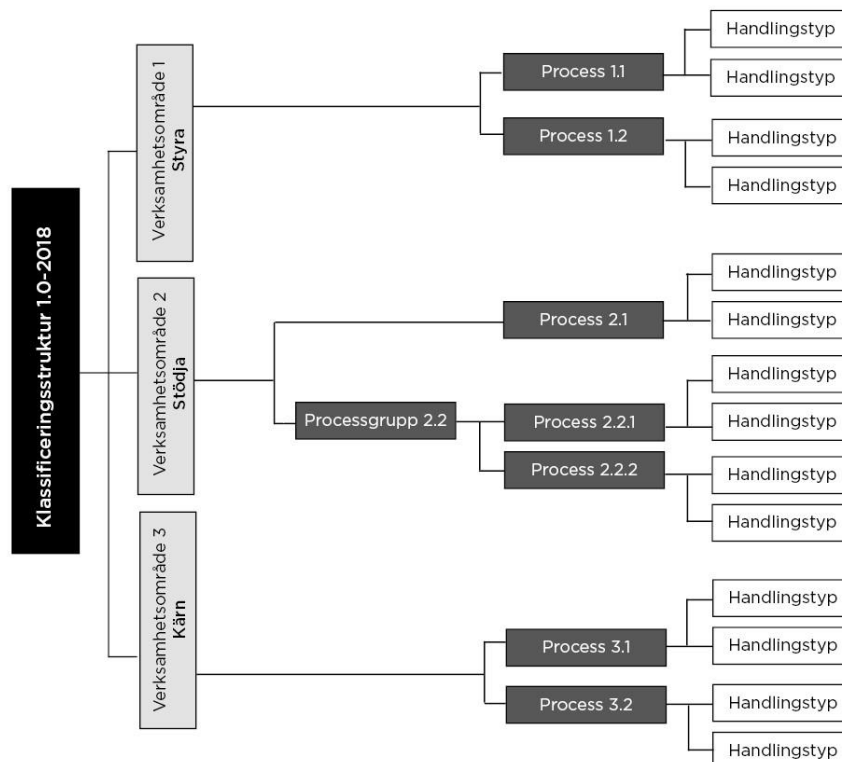 Klassificeringsstruktur 1.0-2018
Verksamhetsområde 1
Styra
Process 1.1
Handlingstyp
Handlingstyp
Process 1.2
Handlingstyp
Handlingstyp
Verksamhetsområde 2
Stödja
Process 2.1
Handlingstyp
Handlingstyp
Processgrupp 2.2
Process 2.2.1
Handlingstyp
Handlingstyp
Process 2.2.2
Handlingstyp
Handlingstyp
Verksamhetsområde 3
Kärn
Process 3.1
Handlingstyp
Handlingstyp
Process 3.2
Handlingstyp
Handlingstyp